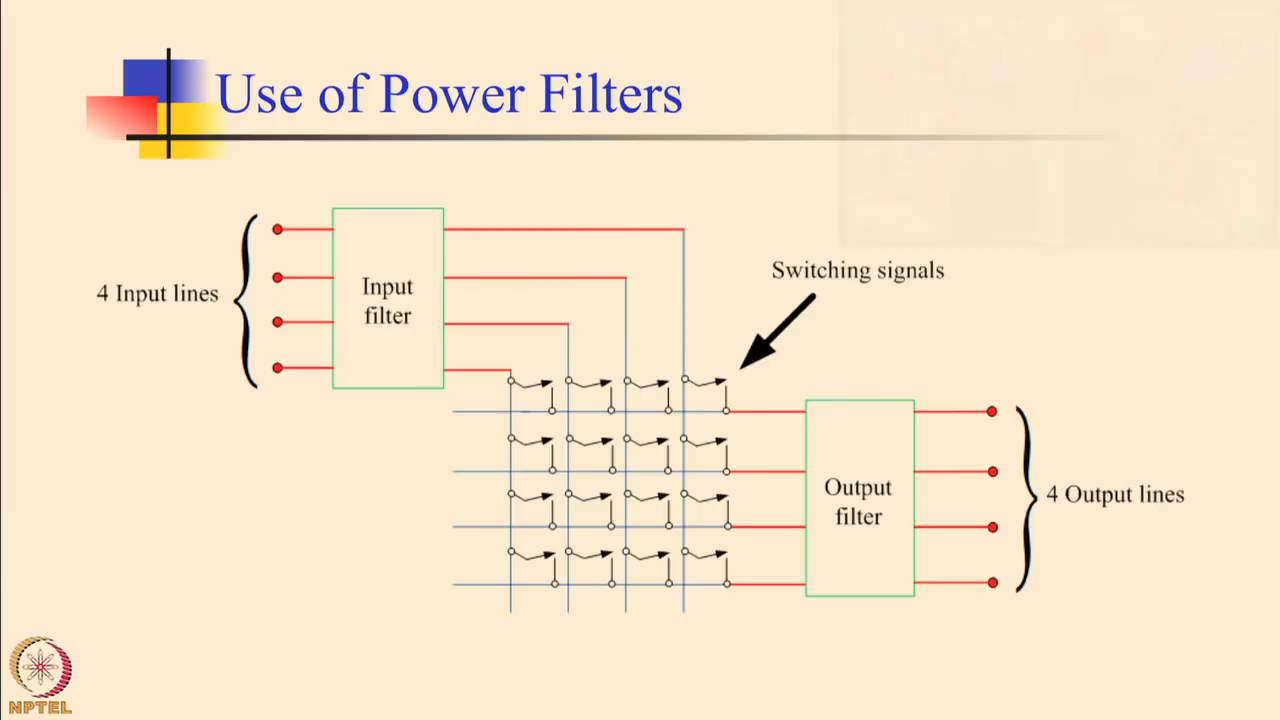 Use of Power Filters
4 Input lines
Input
filter
Switching signals
Output
filter
4 Output lines
NPTEL